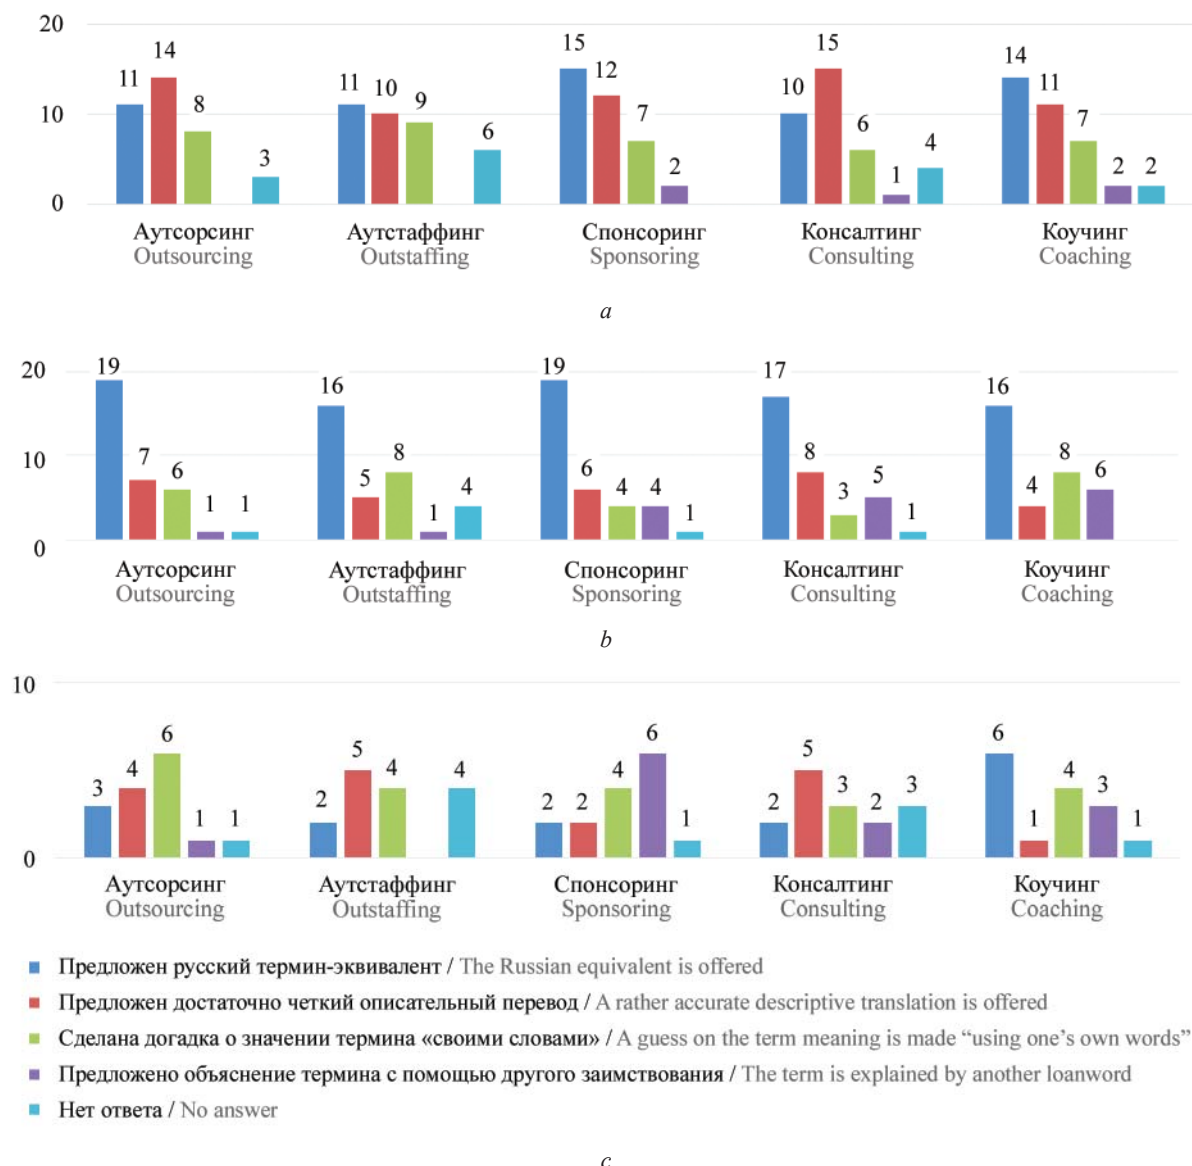 20
15
15
14
14
12
11
11
11
10
10
9
8
7
7
6
6
4
3
2
1
2
2
10
0
Аутсорсинг
Аутстаффинг
Спонсоринг
Консалтинг
Коучинг
Outsourcing
Outstaffing
Sponsoring
Consulting
Coaching
a
20
19
16
19
17
16
7
6
1
1
5
8
1
4
6
4
4
1
8
3
5
1
4
8
6
10
0
Аутсорсинг
Аутстаффинг
Спонсоринг
Консалтинг
Коучинг
Outsourcing
Outstaffing
Sponsoring
Consulting
Coaching
b
10
3
4
6
1
1
2
5
4
4
2
2
4
6
1
2
5
3
2
3
6
1
4
3
1
0
Аутсорсинг
Аутстаффинг
Спонсоринг
Консалтинг
Коучинг
Outsourcing
Outstaffing
Sponsoring
Consulting
Coaching
Предложен русский термин-эквивалент / The Russian equivalent is offered
Предложен достаточно четкий описательный перевод / A rather accurate descriptive translation is offered
Сделана догадка о значении термина «своими словами» / A guess on the term meaning is made “using one’s own words”
Предложено объяснение термина с помощью другого заимствования / The term is explained by another loanword
Нет ответа / No answer
c